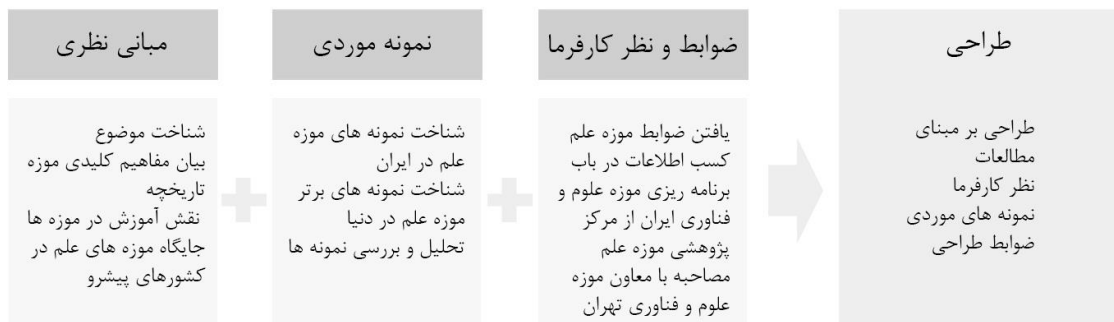 مبانی نظری
شناخت موضوع
بیان مفاهیم کلیدی موزه
تاریخچه
نقش آموزش در موزه ها
جایگاه موزه های علم در
کشورهای پیشرو
نمونه موردی
شناخت نمونه های موزه
علم در ایران
شناخت نمونه های برتر
موزه علم در دنیا
تحلیل و بررسی نمونه ها
ضوابط و نظر کارفرما
یافتن ضوابط موزه علم
کسب اطلاعات در باب
برنامه ریزی موزه علوم و
فناوری ایران از مرکز
پژوهشی موزه علم
مصاحبه با معاون موزه
علوم و فناوری تهران
طراحی
طراحی بر مبنای
مطالعات
نظر کارفرما
نمونه های موردی
ضوابط طراحی